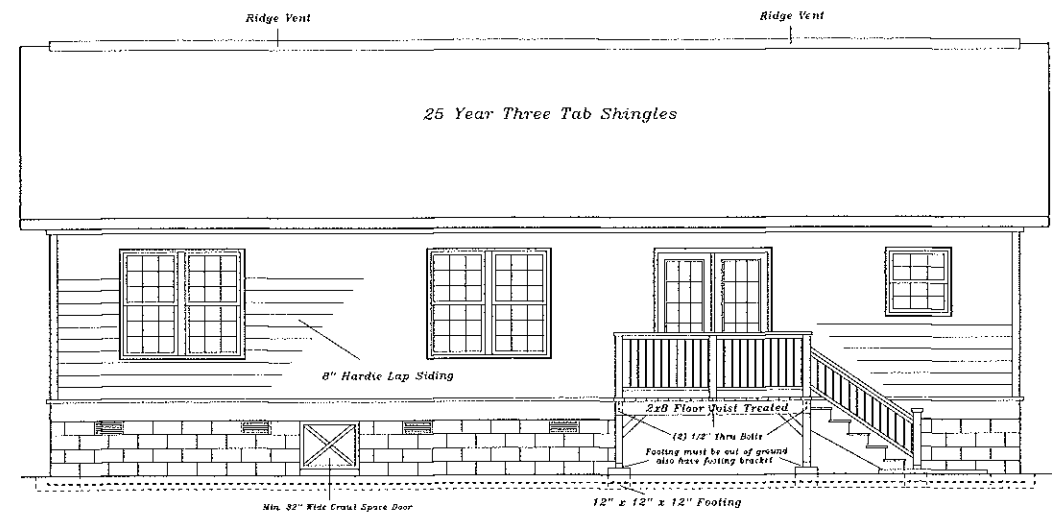 Ridge Vent
Ridge Vent
25 Year Three Tab Shingles
8" Hardie Lap Siding
2x8 Floor Joist Treated
(2) 1/2" Thru Bolts
Footing must be out of ground
also have footing bracket
12" x 12" x 12" Footing
Min. 32" Wide Crawl Space Door